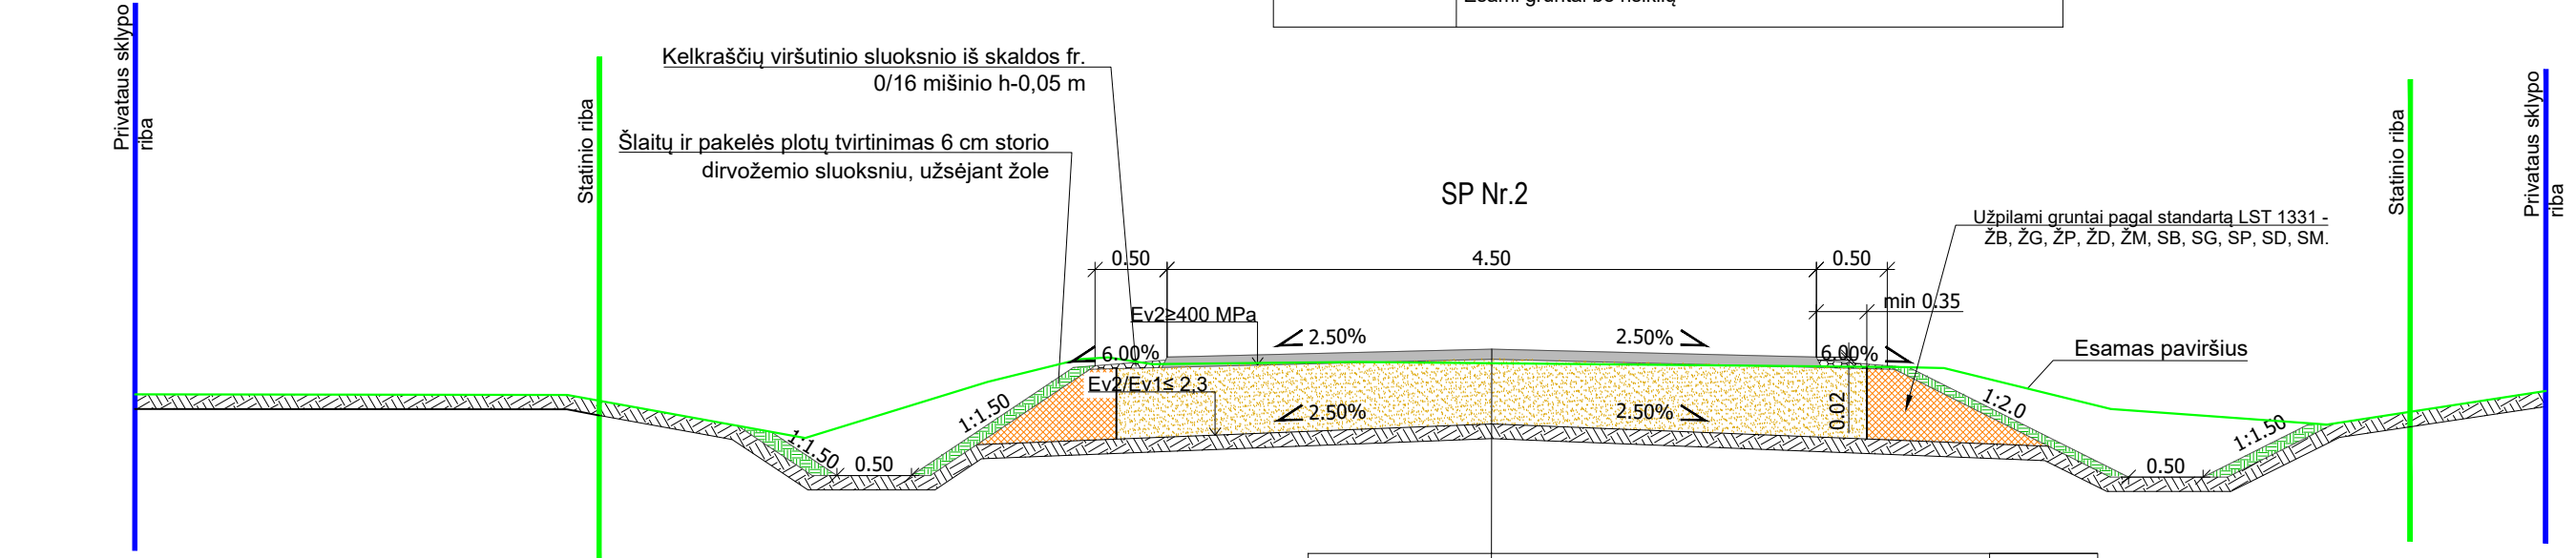 Esami gruntai be neiklių
Privataus sklypo
riba
Statinio riba
Kelkraščių viršutinio sluoksnio iš skaldos fr.
0/16 mišinio h-0,05 m
Šlaitų ir pakelės plotų tvirtinimas 6 cm storio
dirvožemio sluoksniu, užsėjant žole
SP Nr.2
Užpilami gruntai pagal standartą LST 1331 -
ŽB, ŽG, ŽP, ŽD, ŽM, SB, SG, SP, SD, SM.
Statinio riba
Privataus sklypo
riba
0.50
4.50
0.50
min 0.35
Ev2≥400 MPa
2.50%
2.50%
6.00%
6.00%
Esamas paviršius
Ev2/Ev1≤ 2,3
2.50%
2.50%
0.02
1:1.50
1:1.50
0.50
1:2.0
1:1.50
0.50